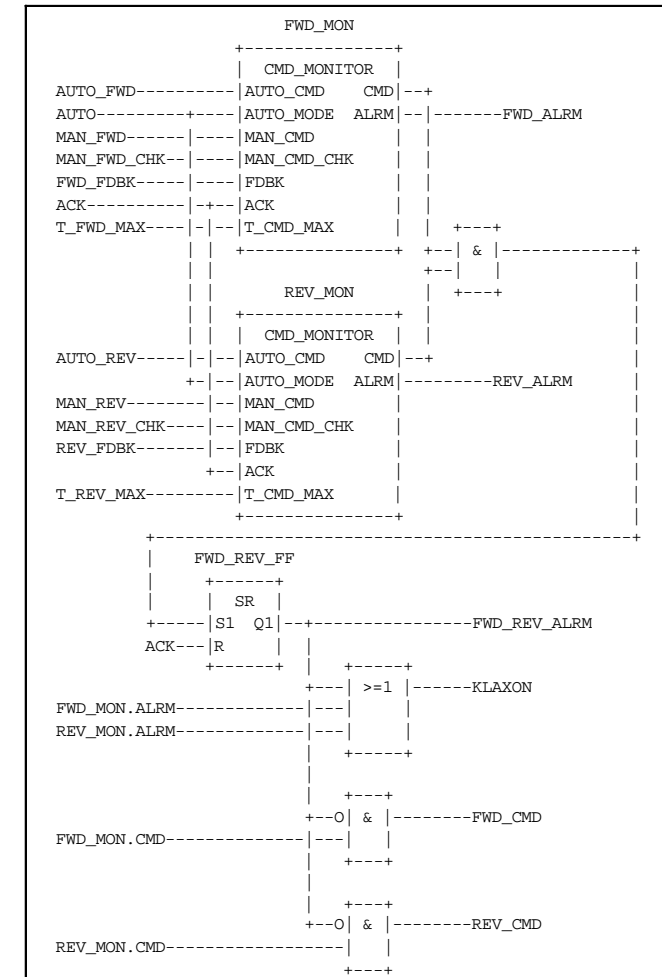 FWD_MON
CMD_MONITOR
AUTO_FWD AUTO_CMD CMD
AUTO AUTO_MODE ALRM FWD_ALRM
MAN_FWD MAN_CMD
MAN_FWD_CHK MAN_CMD_CHK
FWD_FDBK FDBK
ACK ACK
T_FWD_MAX T_CMD_MAX
&
REV_MON
CMD_MONITOR
AUTO_REV AUTO_CMD CMD
AUTO_MODE ALRM REV_ALRM
MAN_REV MAN_CMD
MAN_REV_CHK MAN_CMD_CHK
REV_FDBK FDBK
ACK
T_REV_MAX T_CMD_MAX
FWD_REV_FF
SR
S1 Q1 FWD_REV_ALRM
ACK R
>=1 KLAXON
FWD_MON.ALRM
REV_MON.ALRM
O & FWD_CMD
FWD_MON.CMD
O & REV_CMD
REV_MON.CMD